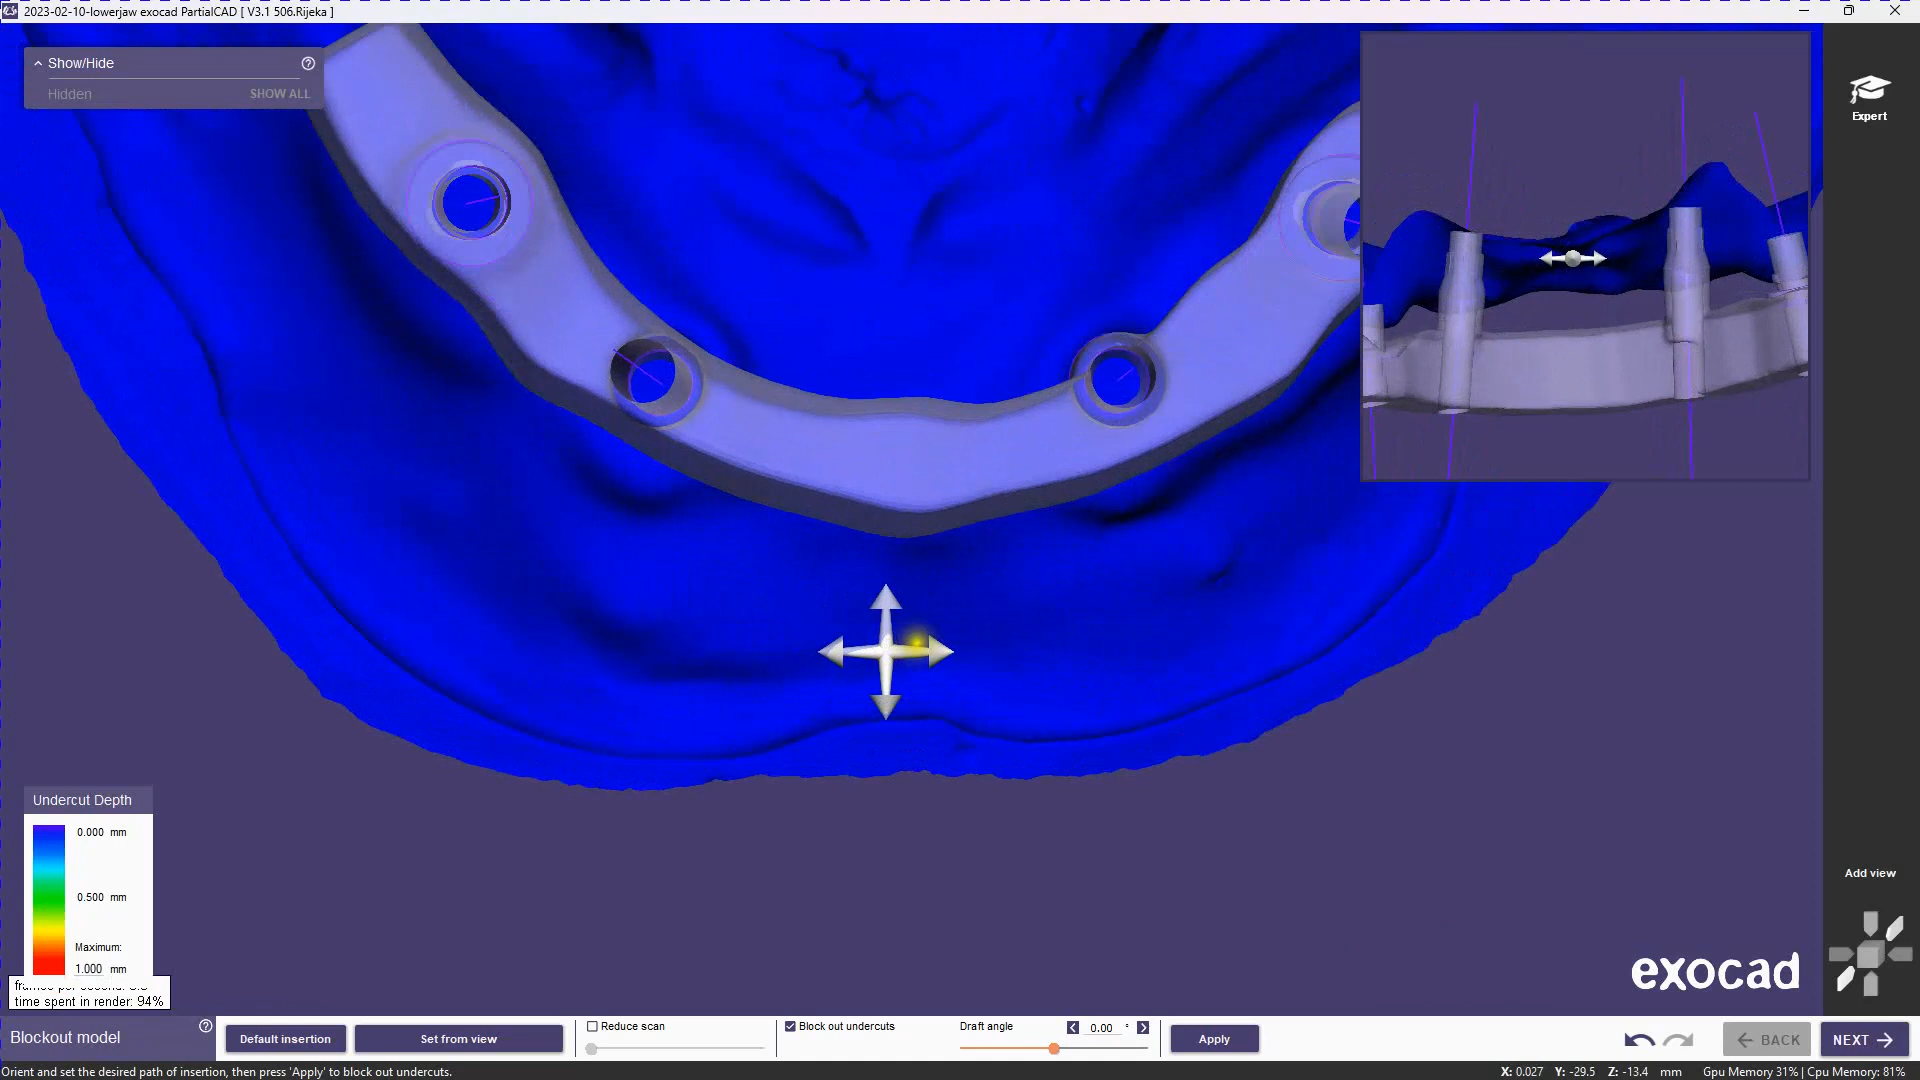 2023-02-10-lowerjaw exocad PartialCAD [ V3.1 506.Rijeka ]
Show/Hide
Hidden SHOW ALL
Expert
Undercut Depth
0.000 mm
0.500 mm
Maximum:
1.000 mm
time spent in render: 94%
Add view
exocad
Blockout model
Default insertion
Set from view
Reduce scan
Block out undercuts
Draft angle
0.00 °
Apply
BACK
NEXT
Orient and set the desired path of insertion, then press 'Apply' to block out undercuts.
X: 0.027 Y: -29.5 Z: -13.4 mm Gpu Memory 31% | Cpu Memory: 81%